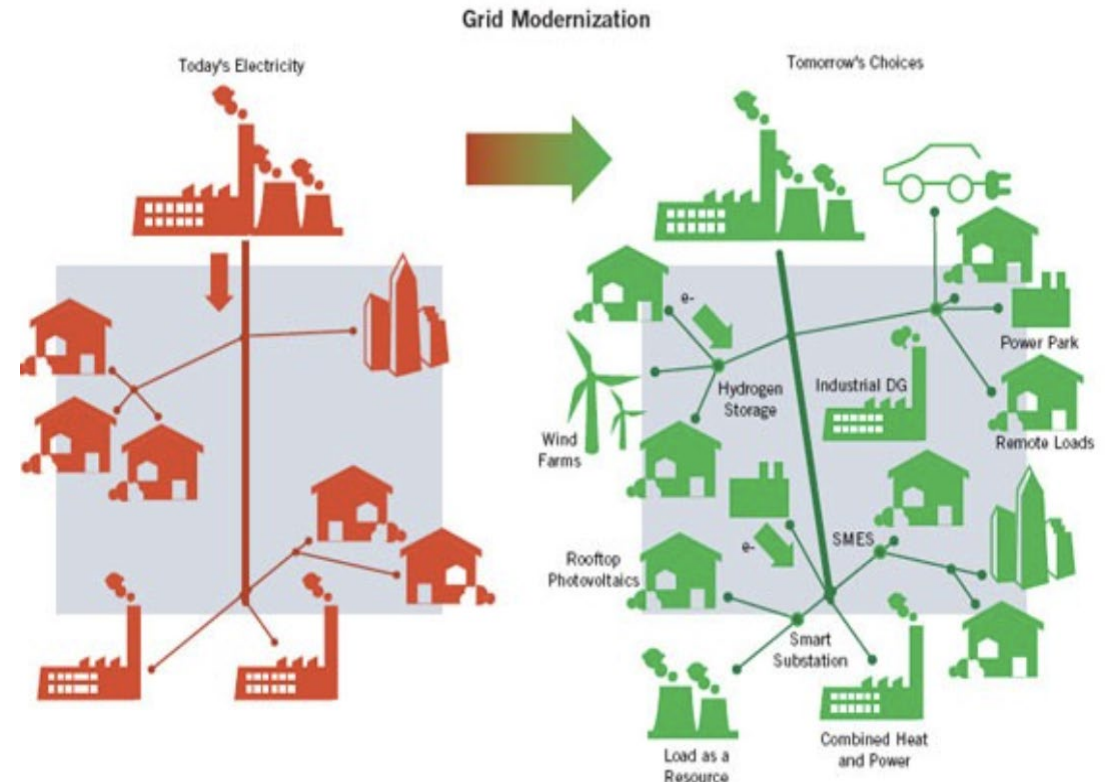 Grid Modernization
Today's Electricity
Tomorrow's Choices
e-
Power Park
Hydrogen
Storage
Industrial DG
Wind
Farms
Remote Loads
SMES
e-
Rooftop
Photovoltaics
Smart
Substation
Combined Heat
and Power
Load as a
Resource